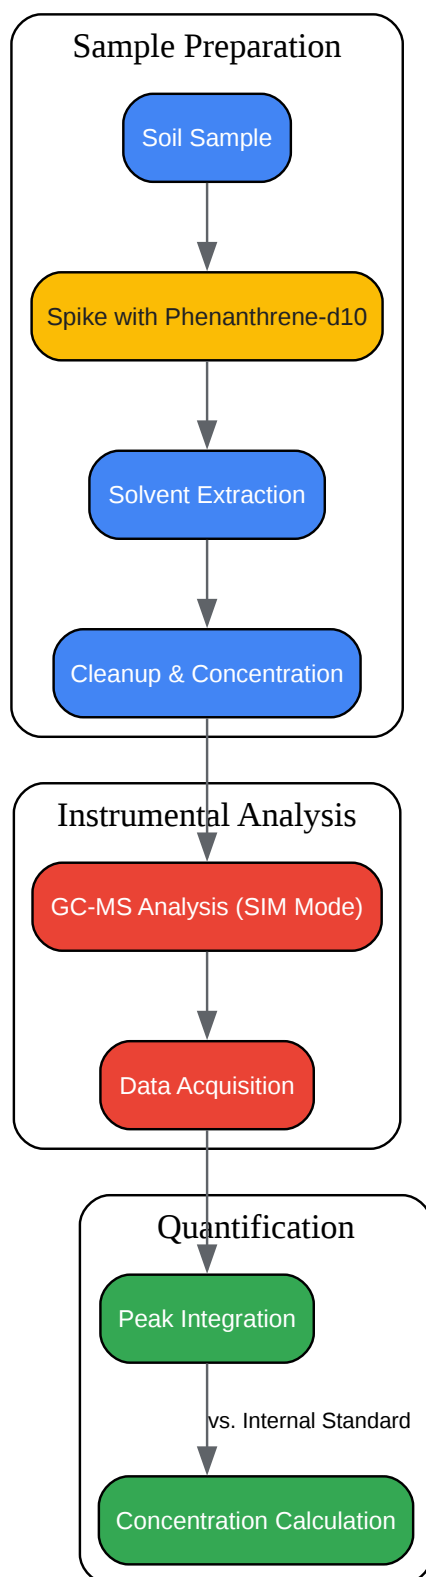 Sample Preparation
Soil Sample
Spike with Phenanthrene-d10
Solvent Extraction
Cleanup & Concentration
Instrumental Analysis
GC-MS Analysis (SIM Mode)
Data Acquisition
Quantification
Peak Integration
vs. Internal Standard
Concentration Calculation